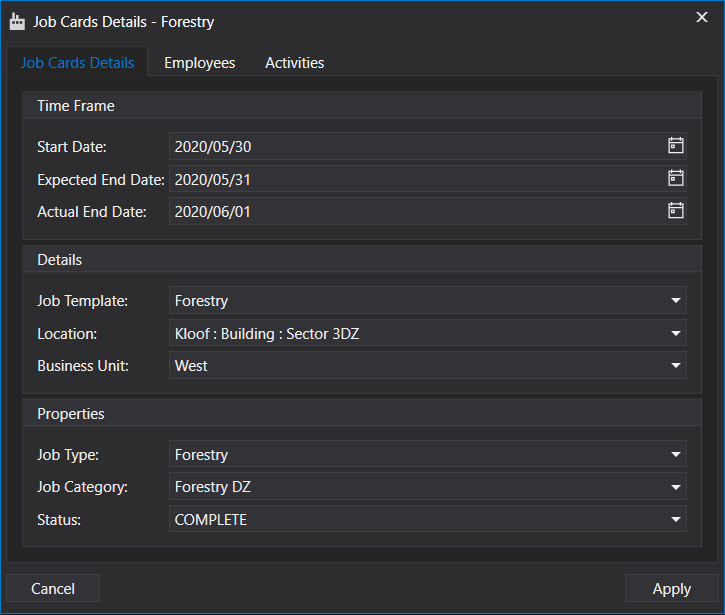 Job Cards Details - Forestry
Job Cards Details Employees Activities
Time Frame
Start Date: 2020/05/30
Expected End Date: 2020/05/31
Actual End Date: 2020/06/01
Details
Job Template: Forestry
Location: Kloof : Building : Sector 3DZ
Business Unit: West
Properties
Job Type: Forestry
Job Category: Forestry DZ
Status: COMPLETE
Cancel Apply